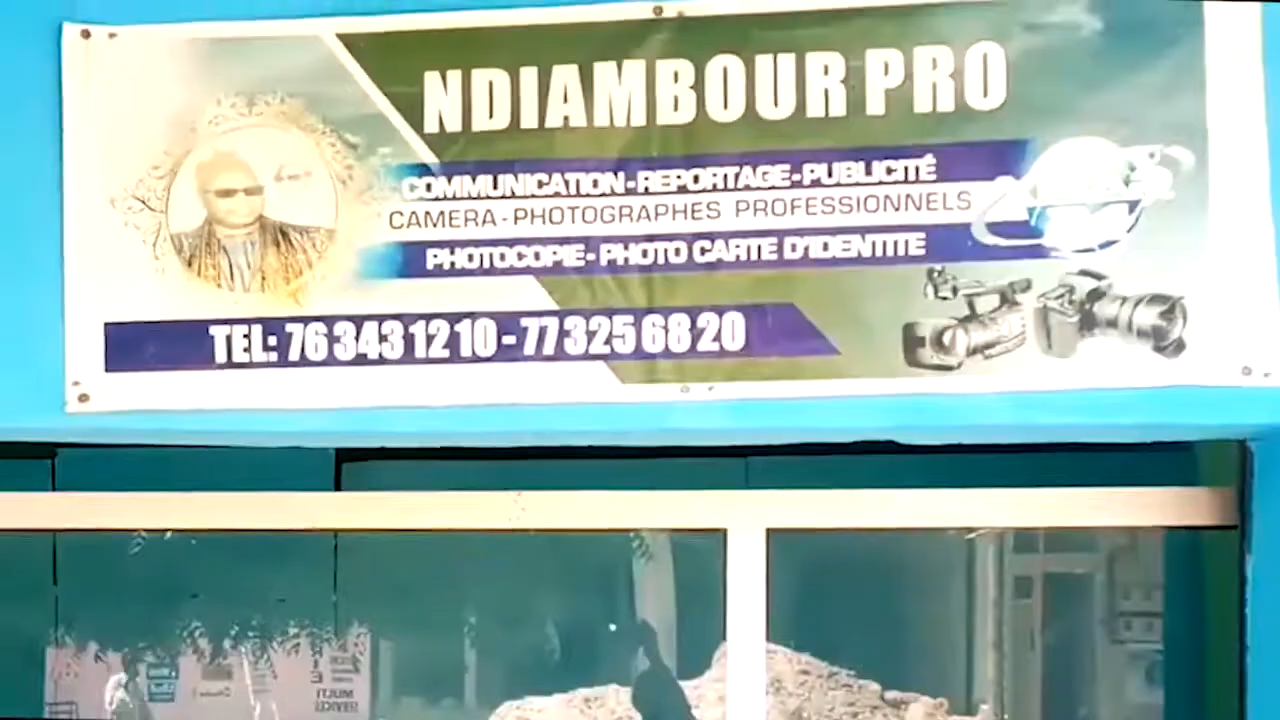 NDIAMBOUR PRO
COMMUNICATION-REPORTAGE-PUBLICITÉ
CAMERA-PHOTOGRAPHES PROFESSIONNELS
PHOTOCOPIE-PHOTO CARTE D'IDENTITE
TEL: 76 343 12 10 - 77 325 68 20
MULTI